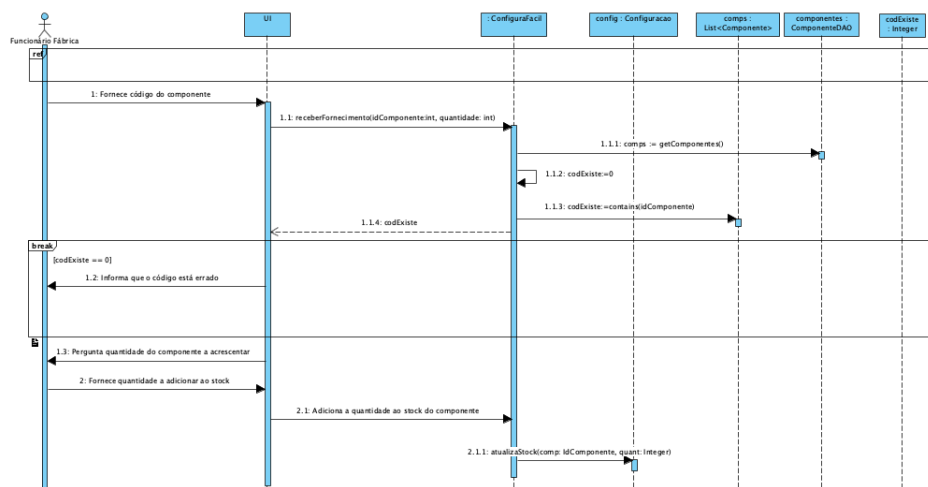 UI
: ConfiguraFacil
config : Configuracao
comps :
List<Componente>
componentes :
ComponenteDAO
codExiste
: Integer
Funcionário Fábrica
ref
1: Fornece código do componente
1.1: receberFornecimento(idComponente:int, quantidade: int)
1.1.1: comps := getComponentes()
1.1.2: codExiste:=0
1.1.3: codExiste:=contains(idComponente)
1.1.4: codExiste
break
[codExiste == 0]
1.2: Informa que o código está errado
1.3: Pergunta quantidade do componente a acrescentar
2: Fornece quantidade a adicionar ao stock
2.1: Adiciona a quantidade ao stock do componente
2.1.1: atualizaStock(comp: IdComponente, quant: Integer)